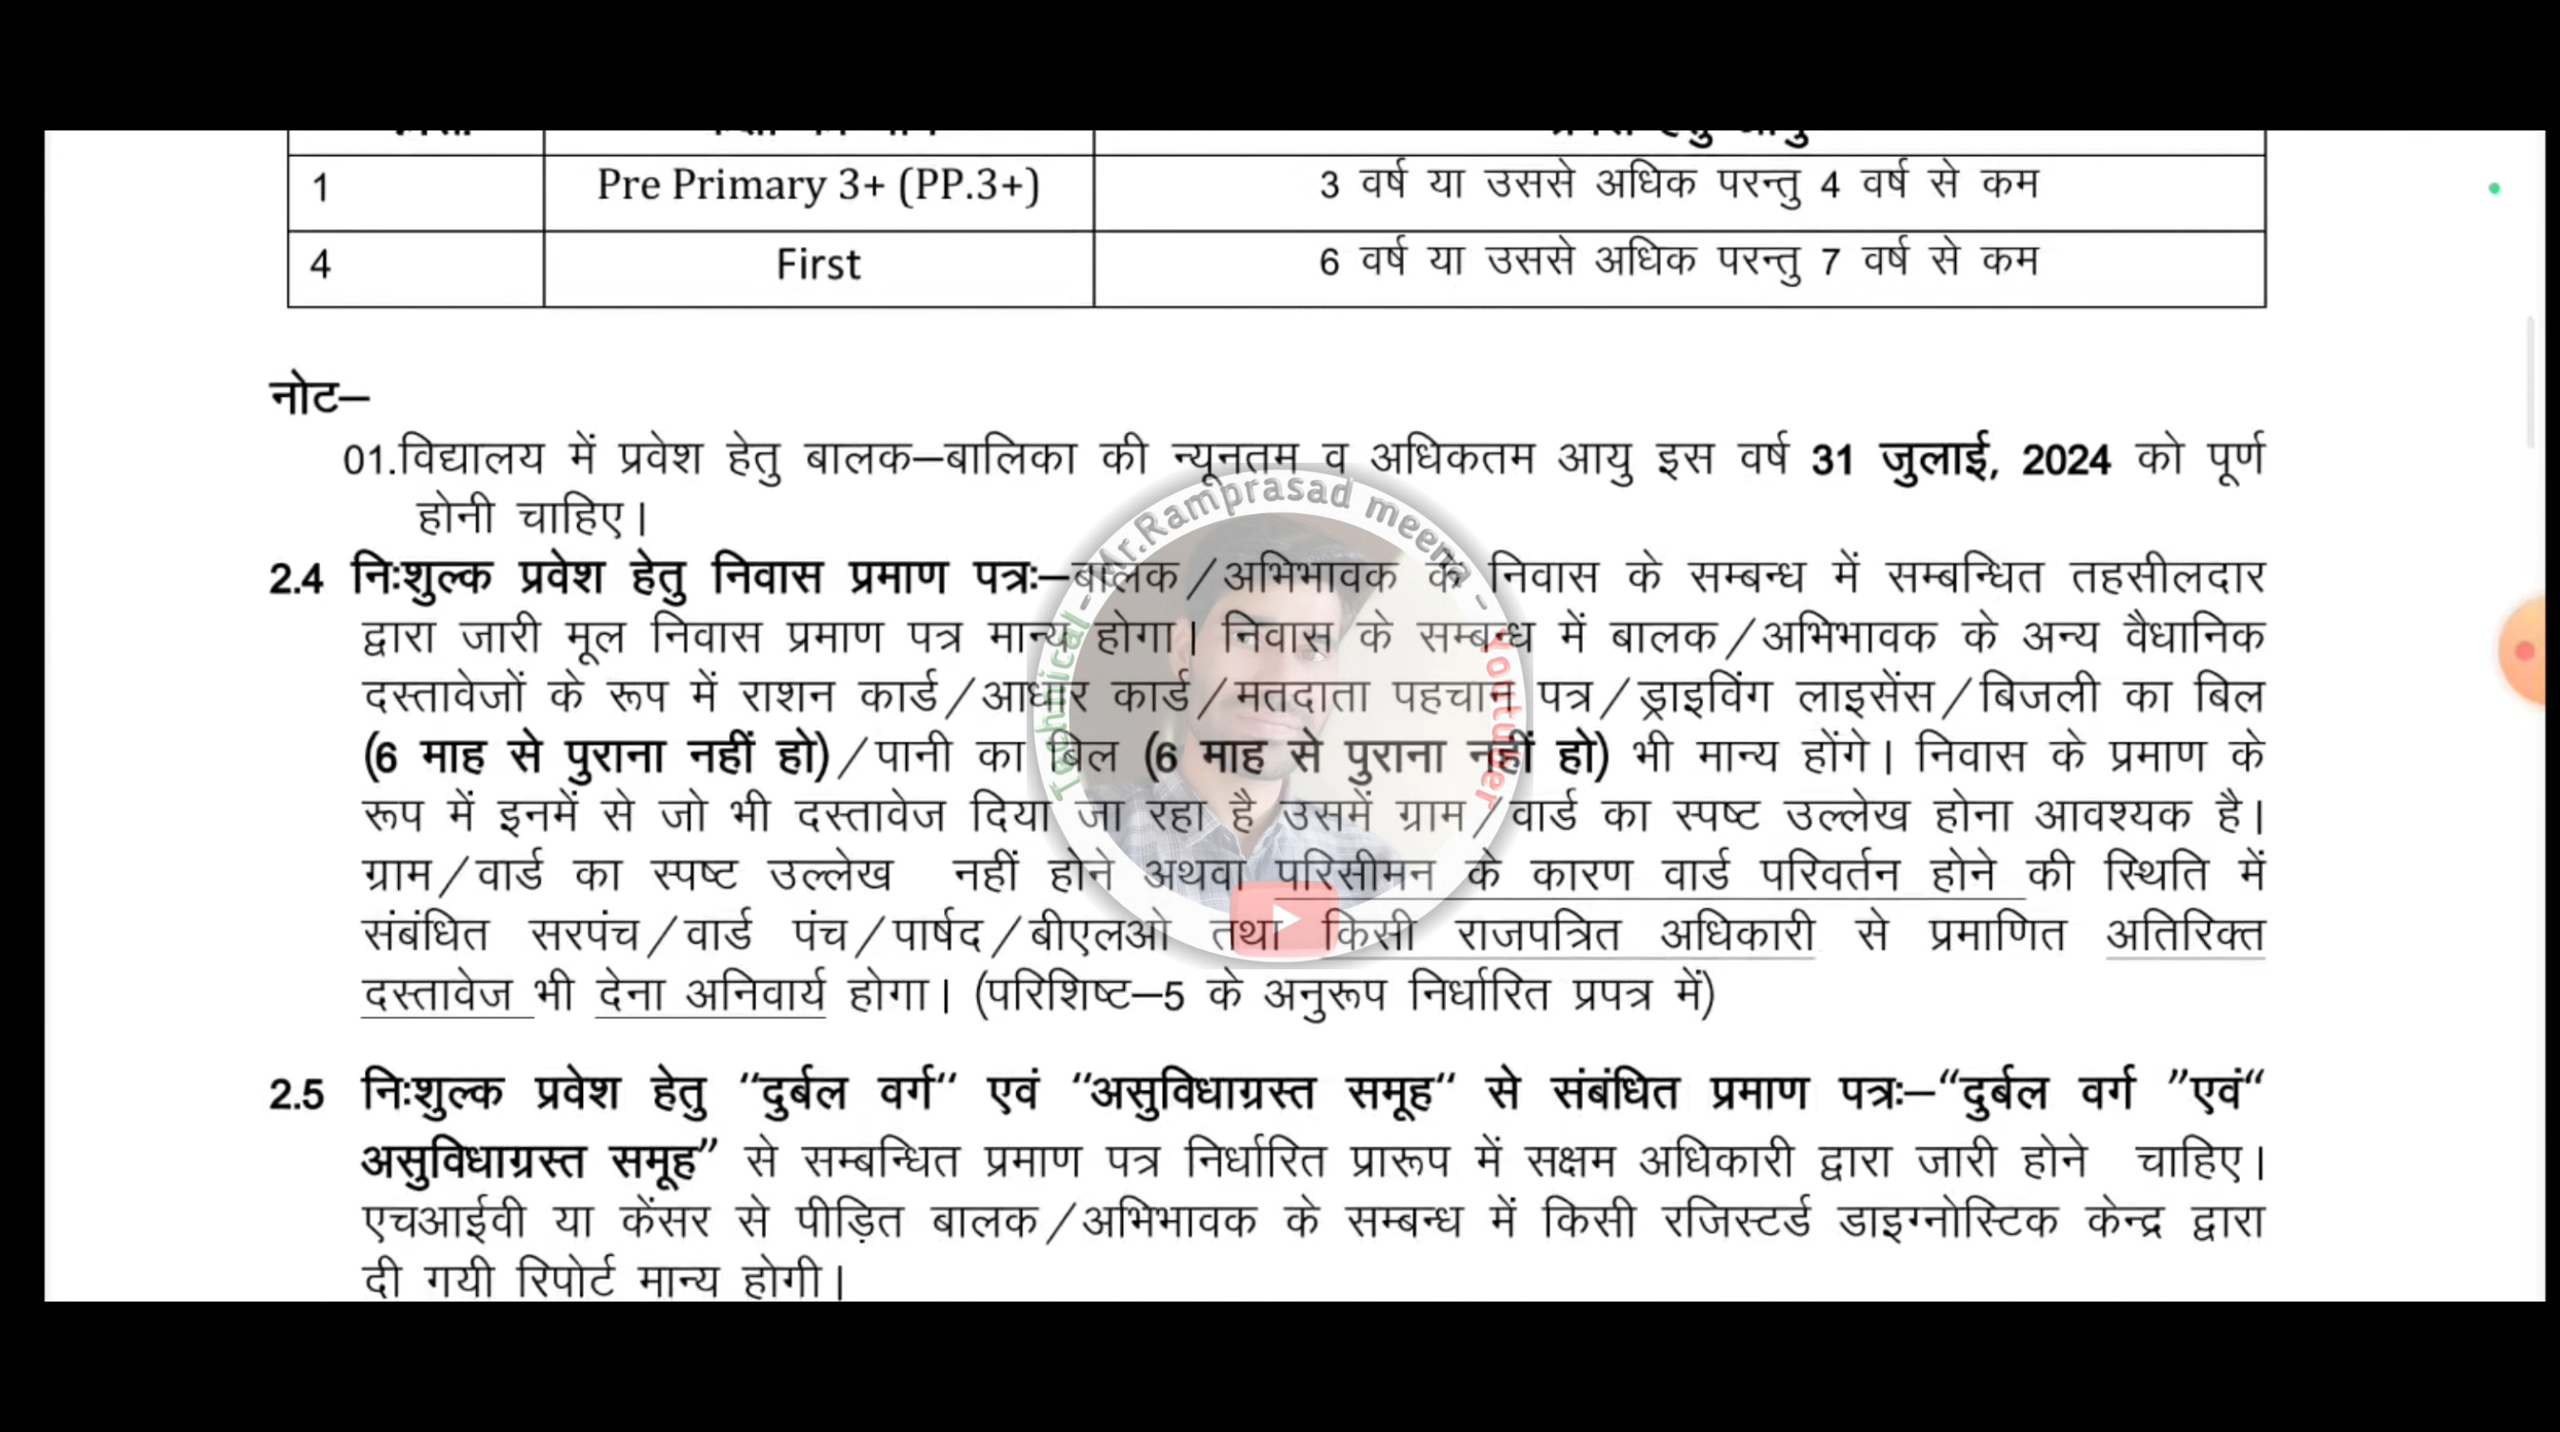 1 Pre Primary 3+ (PP.3+) 3 वर्ष या उससे अधिक परन्तु 4 वर्ष से कम
4 First 6 वर्ष या उससे अधिक परन्तु 7 वर्ष से कम
नोट–
01.विद्यालय में प्रवेश हेतु बालक–बालिका की न्यूनतम व अधिकतम आयु इस वर्ष 31 जुलाई, 2024 को पूर्ण
होनी चाहिए।
2.4 निःशुल्क प्रवेश हेतु निवास प्रमाण पत्रः–बालक/अभिभावक के निवास के सम्बन्ध में सम्बन्धित तहसीलदार
द्वारा जारी मूल निवास प्रमाण पत्र मान्य होगा। निवास के सम्बन्ध में बालक/अभिभावक के अन्य वैधानिक
दस्तावेजों के रूप में राशन कार्ड/आधार कार्ड/मतदाता पहचान पत्र/ड्राइविंग लाइसेंस/बिजली का बिल
(6 माह से पुराना नहीं हो)/पानी का बिल (6 माह से पुराना नहीं हो) भी मान्य होंगे। निवास के प्रमाण के
रूप में इनमें से जो भी दस्तावेज दिया जा रहा है उसमें ग्राम/वार्ड का स्पष्ट उल्लेख होना आवश्यक है।
ग्राम/वार्ड का स्पष्ट उल्लेख नहीं होने अथवा परिसीमन के कारण वार्ड परिवर्तन होने की स्थिति में
संबंधित सरपंच/वार्ड पंच/पार्षद/बीएलओ तथा किसी राजपत्रित अधिकारी से प्रमाणित अतिरिक्त
दस्तावेज भी देना अनिवार्य होगा। (परिशिष्ट–5 के अनुरूप निर्धारित प्रपत्र में)
2.5 निःशुल्क प्रवेश हेतु “दुर्बल वर्ग“ एवं “असुविधाग्रस्त समूह“ से संबंधित प्रमाण पत्रः–“दुर्बल वर्ग ”एवं“
असुविधाग्रस्त समूह” से सम्बन्धित प्रमाण पत्र निर्धारित प्रारूप में सक्षम अधिकारी द्वारा जारी होने चाहिए।
एचआईवी या केंसर से पीड़ित बालक/अभिभावक के सम्बन्ध में किसी रजिस्टर्ड डाइग्नोस्टिक केन्द्र द्वारा
दी गयी रिपोर्ट मान्य होगी।
Technical - Mr.Ramprasad meena - Youtuber